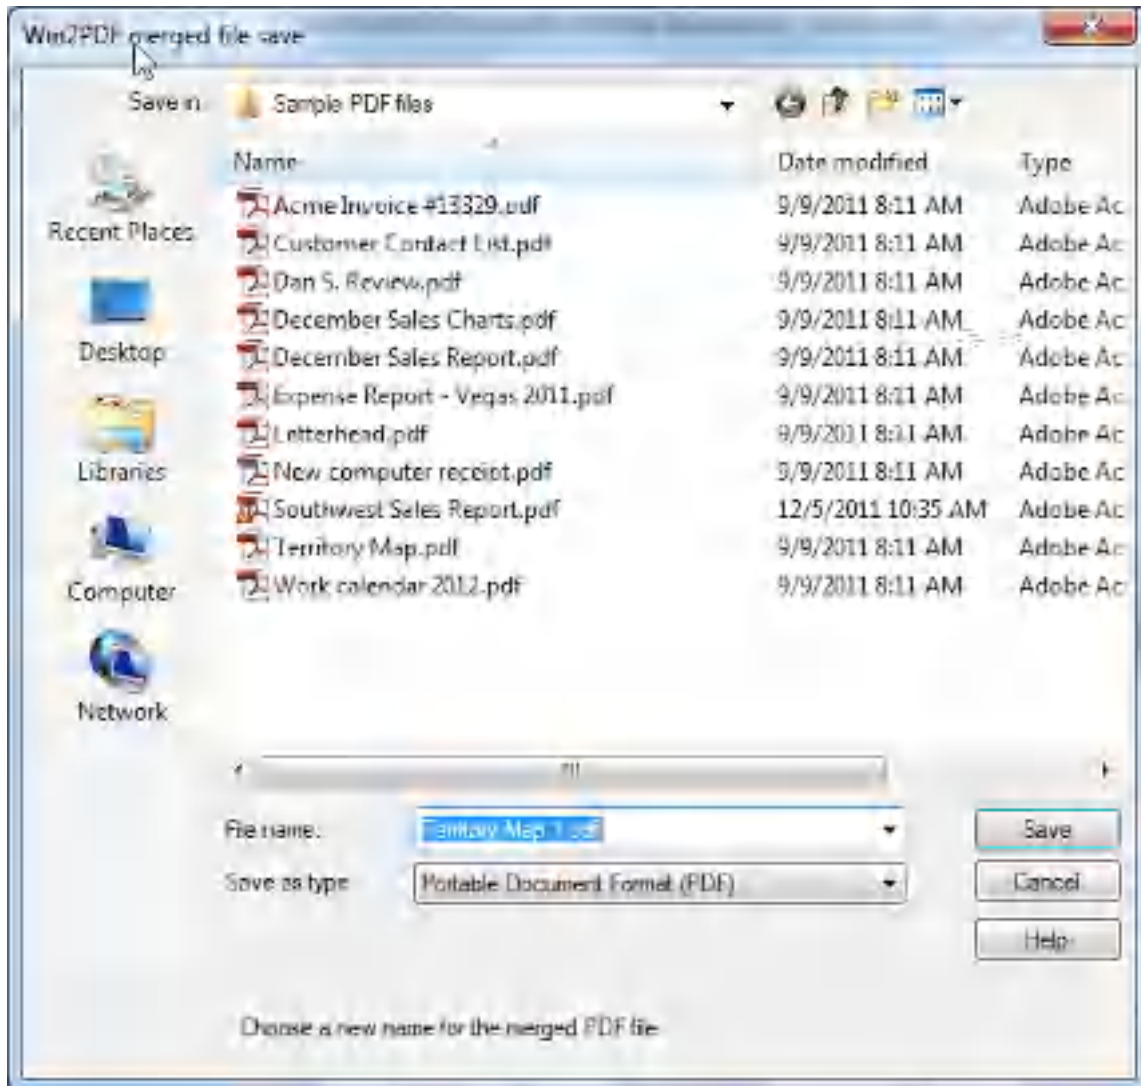 Win2PDF merged file save
Save in
Sample PDF files
Name Date modified Type
Recent Places
Desktop
Libraries
Computer
Network
Acme Invoice #13329.pdf 9/9/2011 8:11 AM Adobe Ac
Customer Contact List.pdf 9/9/2011 8:11 AM Adobe Ac
Dan S. Review.pdf 9/9/2011 8:11 AM Adobe Ac
December Sales Charts.pdf 9/9/2011 8:11 AM Adobe Ac
December Sales Report.pdf 9/9/2011 8:11 AM Adobe Ac
Expense Report - Vegas 2011.pdf 9/9/2011 8:11 AM Adobe Ac
Letterhead.pdf 9/9/2011 8:11 AM Adobe Ac
New computer receipt.pdf 9/9/2011 8:11 AM Adobe Ac
Southwest Sales Report.pdf 12/5/2011 10:35 AM Adobe Ac
Territory Map.pdf 9/9/2011 8:11 AM Adobe Ac
Work calendar 2012.pdf 9/9/2011 8:11 AM Adobe Ac
File name: Territory Map 1.pdf Save
Save as type Portable Document Format (PDF) Cancel
Help
Choose a new name for the merged PDF file